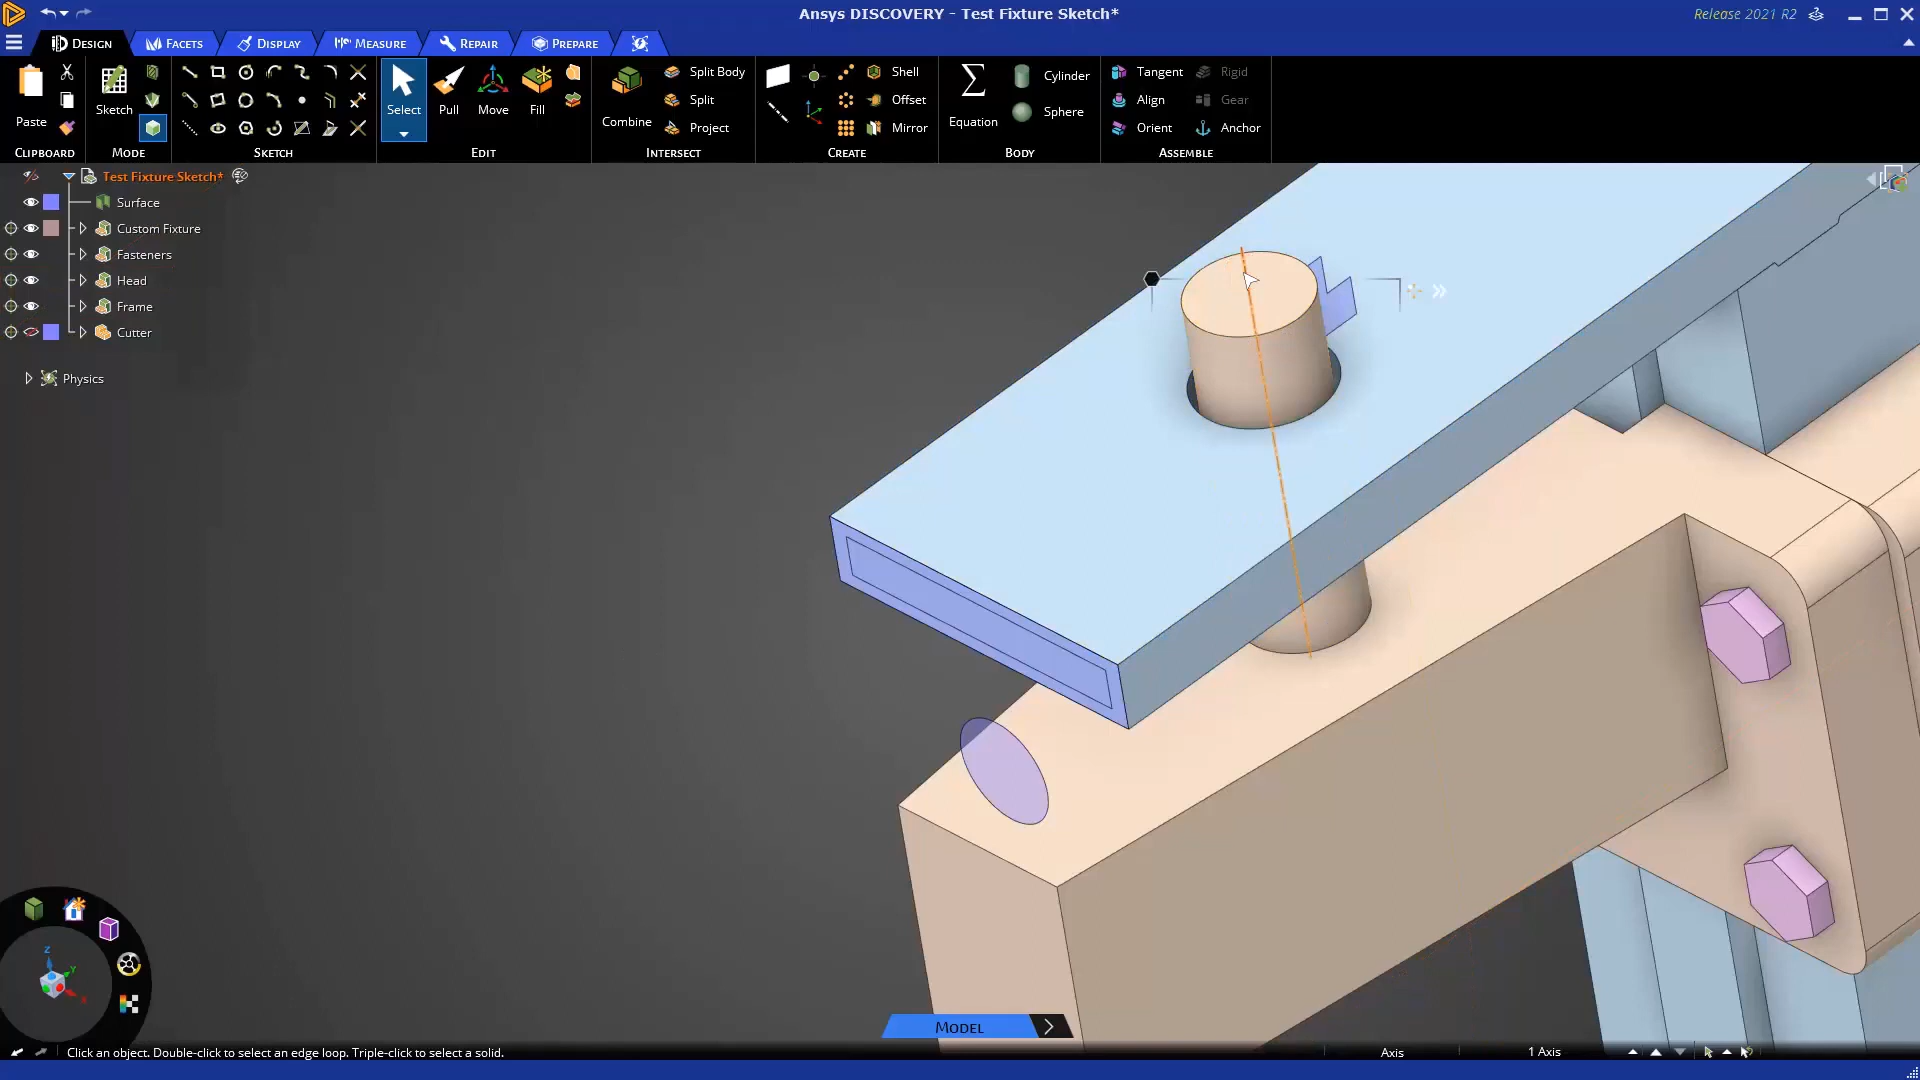 Ansys DISCOVERY - Test Fixture Sketch*
Release 2021 R2
Design
Facets
Display
Measure
Repair
Prepare
Paste
Clipboard
Sketch
Mode
Sketch
Select
Pull
Move
Fill
Edit
Combine
Split Body
Split
Project
Intersect
Shell
Offset
Mirror
Create
Equation
Cylinder
Sphere
Body
Tangent
Align
Orient
Rigid
Gear
Anchor
Assemble
Test Fixture Sketch*
Surface
Custom Fixture
Fasteners
Head
Frame
Cutter
Physics
Z
Y
X
Model
Click an object. Double-click to select an edge loop. Triple-click to select a solid.
Axis
1 Axis